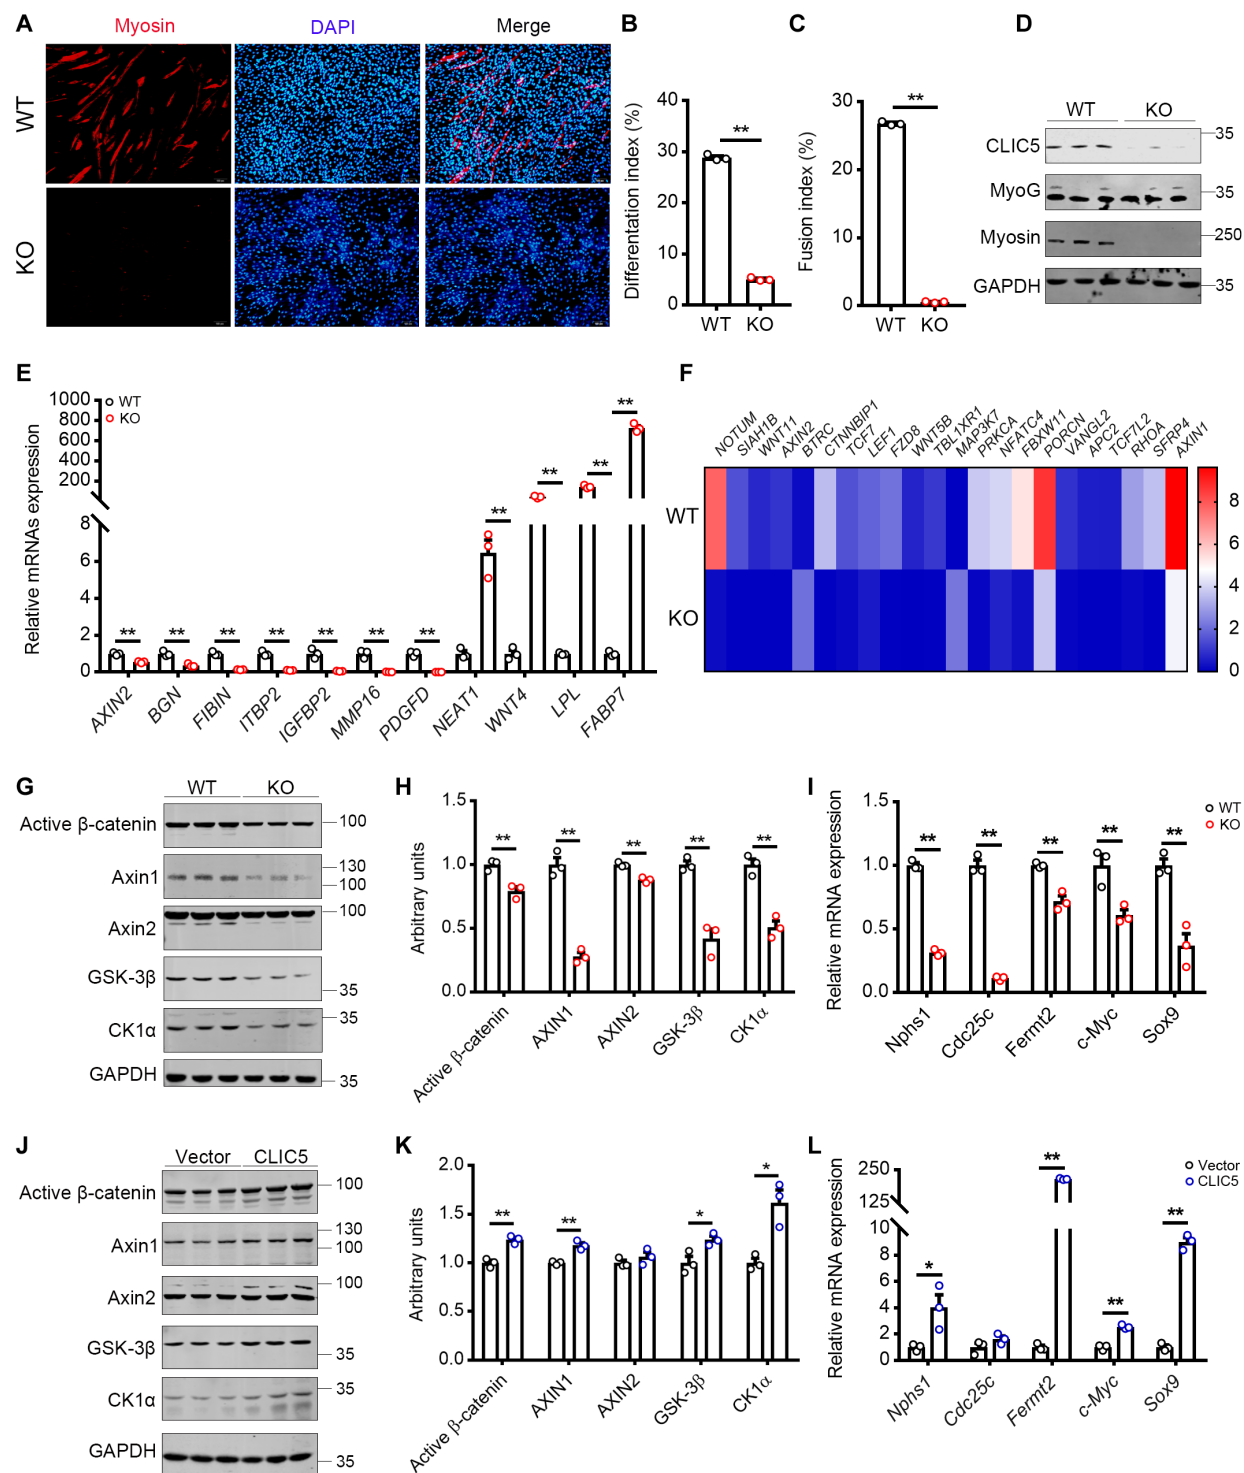 A
Myosin
DAPI
Merge
WT
KO
B
Differentation index (%)
40
30
20
10
0
**
WT
KO
C
Fusion index (%)
30
20
10
0
**
WT
KO
D
WT
KO
CLIC5
35
MyoG
35
Myosin
250
GAPDH
35
E
Relative mRNAs expression
1000
800
600
400
200
8
6
4
2
0
WT
KO
** ** ** ** ** ** ** ** ** ** **
AXIN2
BGN
FIBIN
ITBP2
IGFBP2
MMP16
PDGFD
NEAT1
WNT4
LPL
FABP7
F
NOTUM
SIAH1B
WNT11
AXIN2
BTRC
CTNNBIP1
TCF7
LEF1
FZD8
WNT5B
TBL1XR1
MAP3K7
PRKCA
NFATC4
FBXW11
PORCN
VANGL2
APC2
TCF7L2
RHOA
SFRP4
AXIN1
WT
KO
8
6
4
2
0
G
WT
KO
Active β-catenin
100
Axin1
130
100
Axin2
100
GSK-3β
35
CK1α
35
GAPDH
35
H
Arbitrary units
1.5
1.0
0.5
0.0
** ** ** ** **
Active β-catenin
AXIN1
AXIN2
GSK-3β
CK1α
I
Relative mRNA expression
1.5
1.0
0.5
0.0
WT
KO
** ** ** ** **
Nphs1
Cdc25c
Fermt2
c-Myc
Sox9
J
Vector
CLIC5
Active β-catenin
100
Axin1
130
100
Axin2
100
GSK-3β
35
CK1α
35
GAPDH
35
K
Arbitrary units
2.0
1.5
1.0
0.5
0.0
** ** * *
Active β-catenin
AXIN1
AXIN2
GSK-3β
CK1α
L
Relative mRNA expression
250
125
10
8
6
4
2
0
Vector
CLIC5
* ** ** **
Nphs1
Cdc25c
Fermt2
c-Myc
Sox9